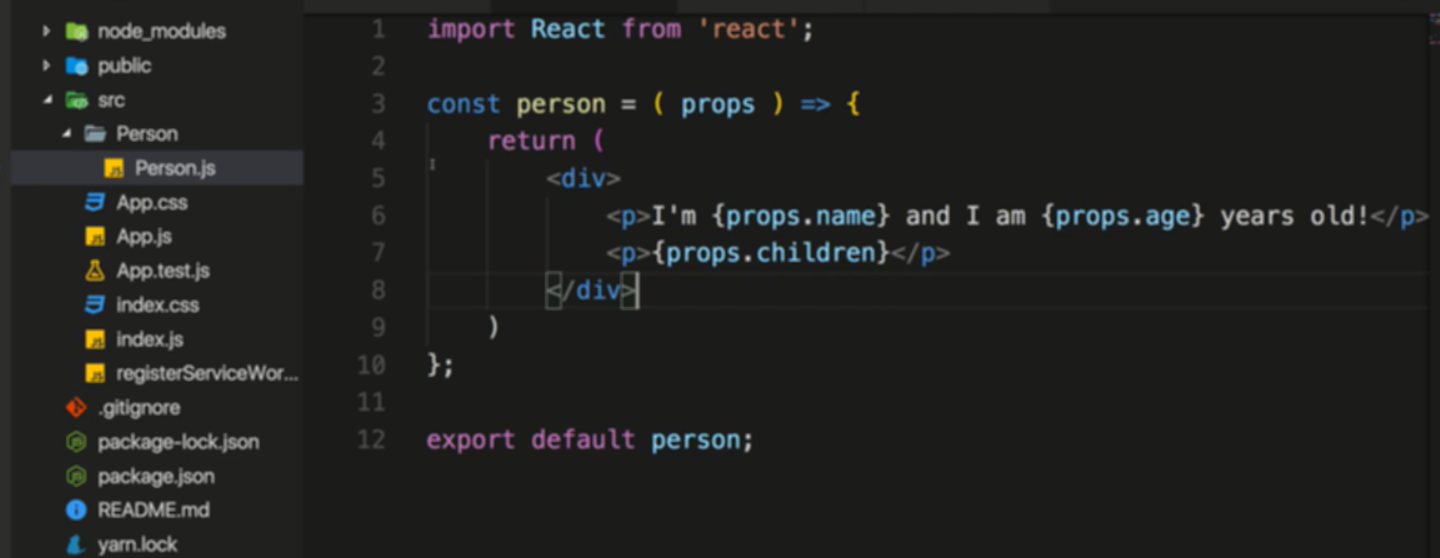 node_modules
public
src
Person
Person.js
App.css
App.js
App.test.js
index.css
index.js
registerServiceWor...
.gitignore
package-lock.json
package.json
README.md
yarn.lock
1 import React from 'react';
2
3 const person = ( props ) => {
4     return (
5         <div>
6             <p>I'm {props.name} and I am {props.age} years old!</p>
7             <p>{props.children}</p>
8         </div>
9     )
10 };
11
12 export default person;